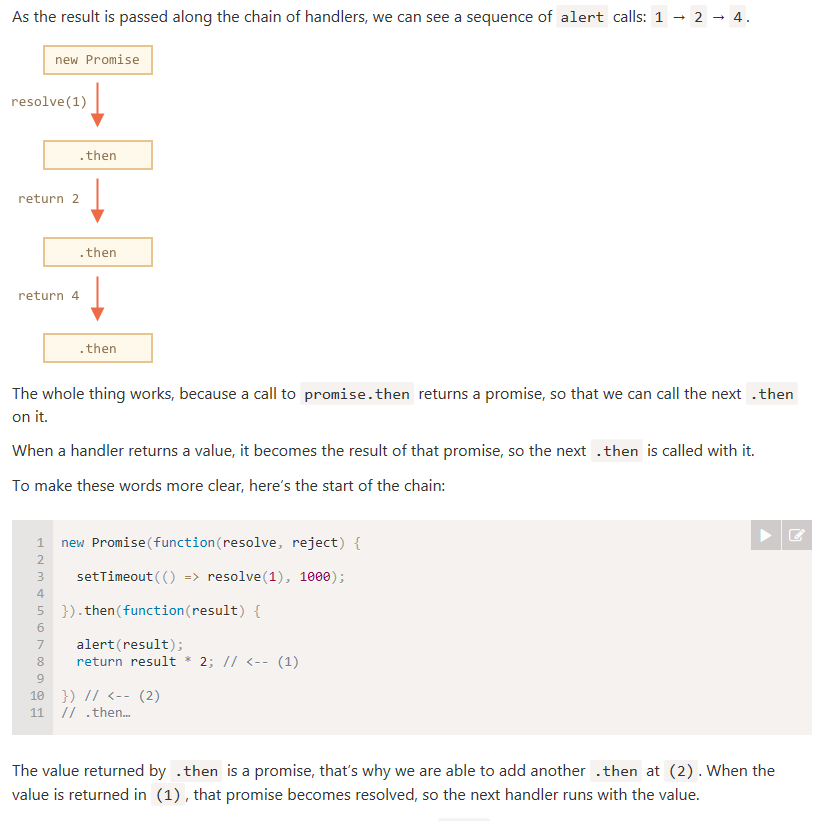 As the result is passed along the chain of handlers, we can see a sequence of alert calls: 1 → 2 → 4.
new Promise
resolve(1)
.then
return 2
.then
return 4
.then
The whole thing works, because a call to promise.then returns a promise, so that we can call the next .then
on it.
When a handler returns a value, it becomes the result of that promise, so the next .then is called with it.
To make these words more clear, here's the start of the chain:
1 new Promise(function(resolve, reject) {
2
3   setTimeout(() => resolve(1), 1000);
4
5 }).then(function(result) {
6
7   alert(result);
8   return result * 2; // <-- (1)
9
10 }) // <-- (2)
11 // .then…
The value returned by .then is a promise, that's why we are able to add another .then at (2). When the
value is returned in (1), that promise becomes resolved, so the next handler runs with the value.